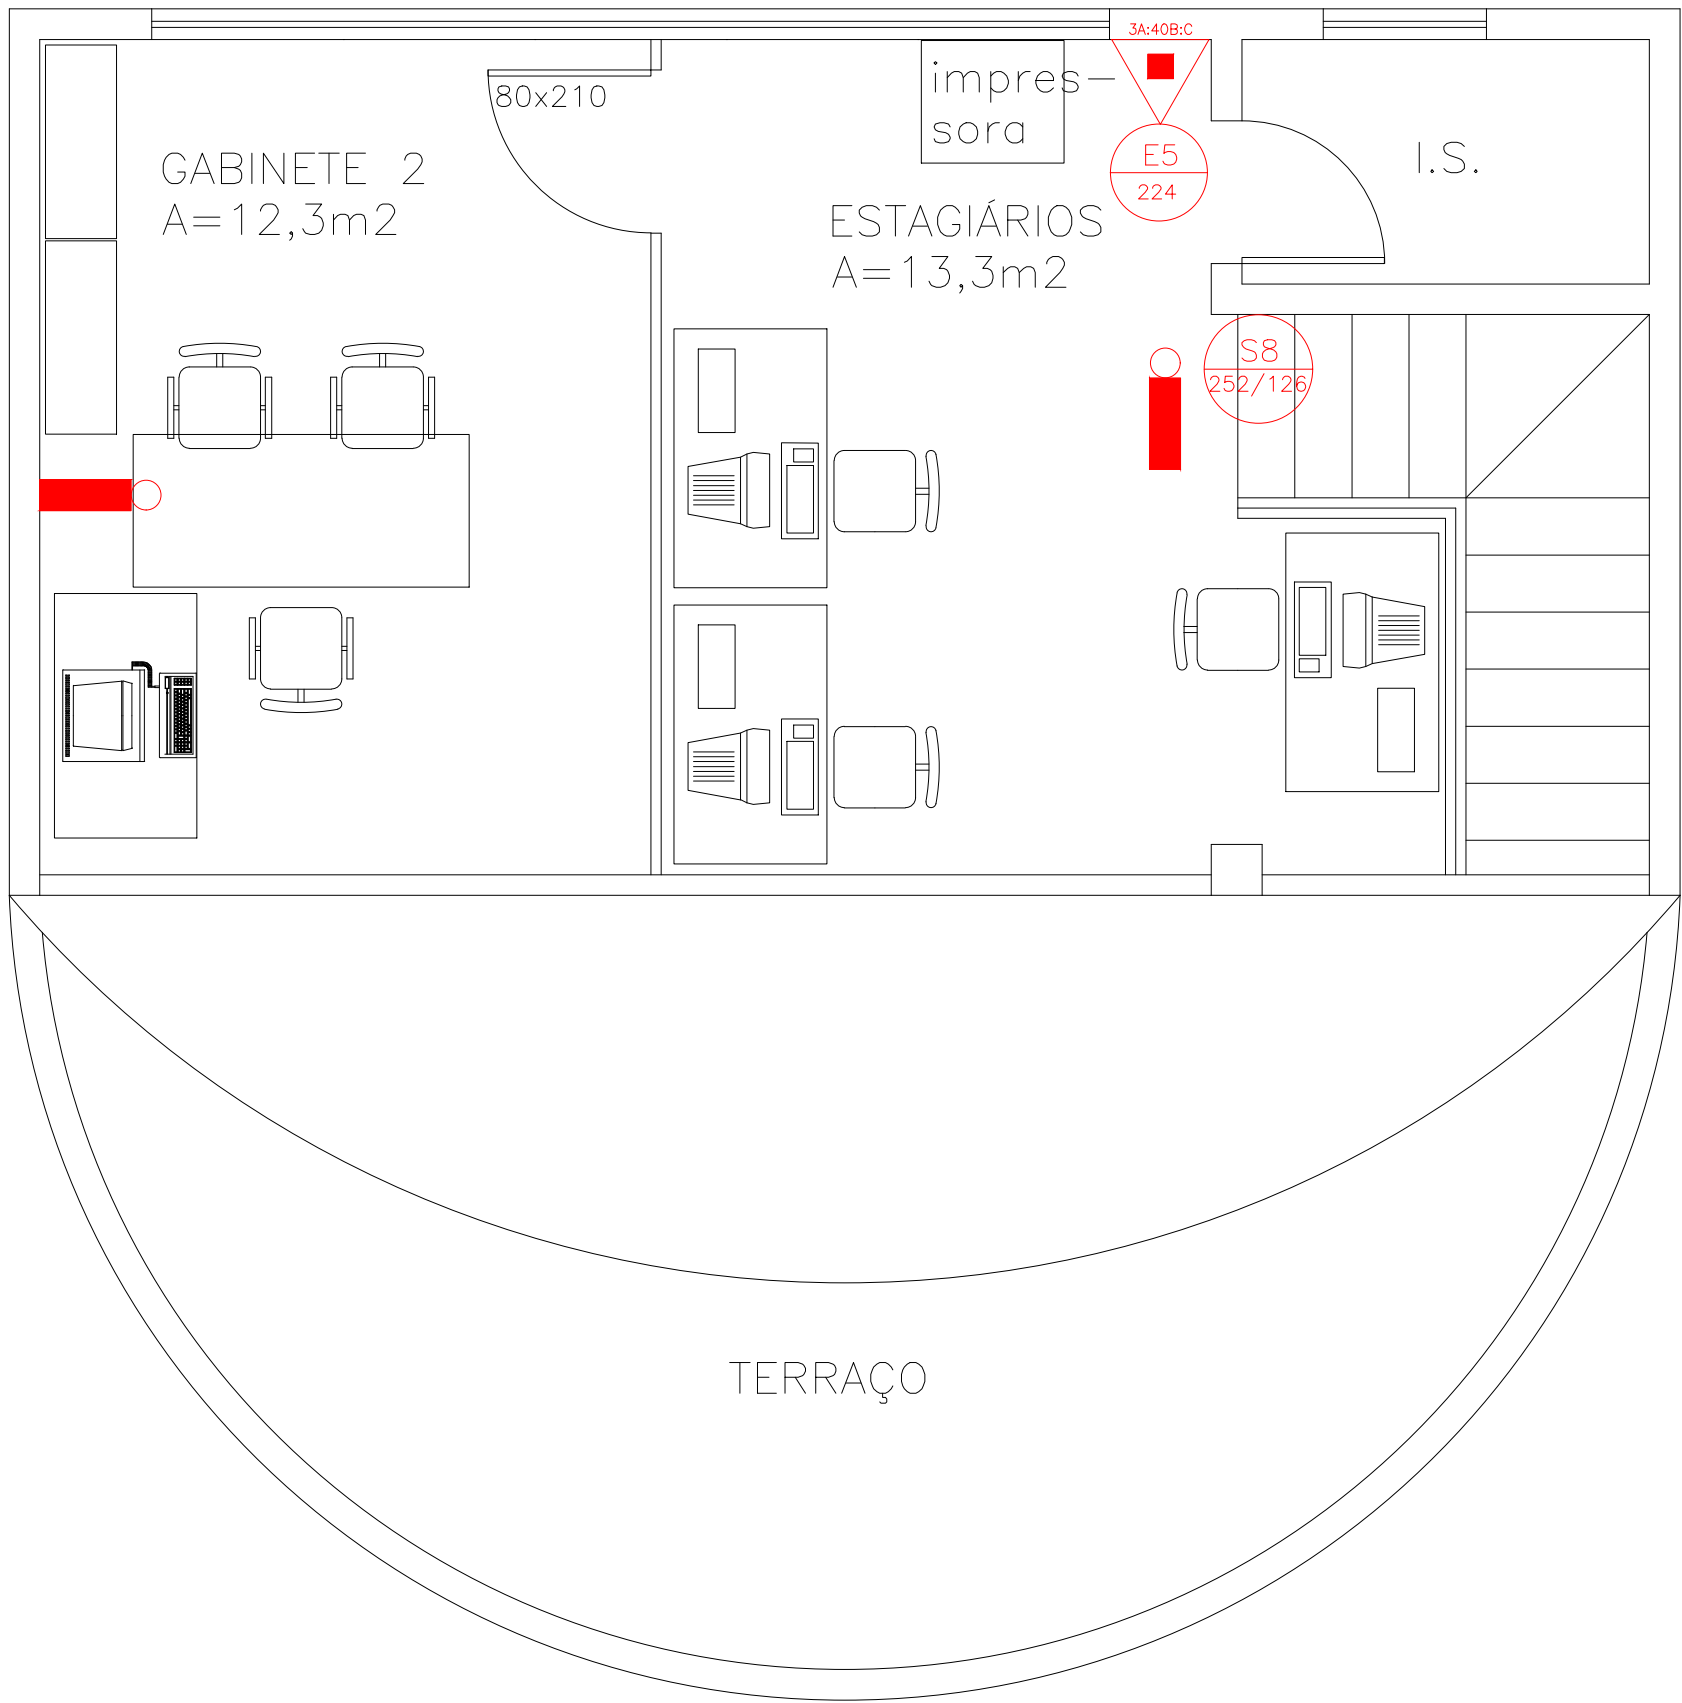 3A:40B:C
impres-
sora
80x210
E5
224
I.S.
GABINETE 2
A=12,3m2
ESTAGIÁRIOS
A=13,3m2
S8
252/126
TERRAÇO